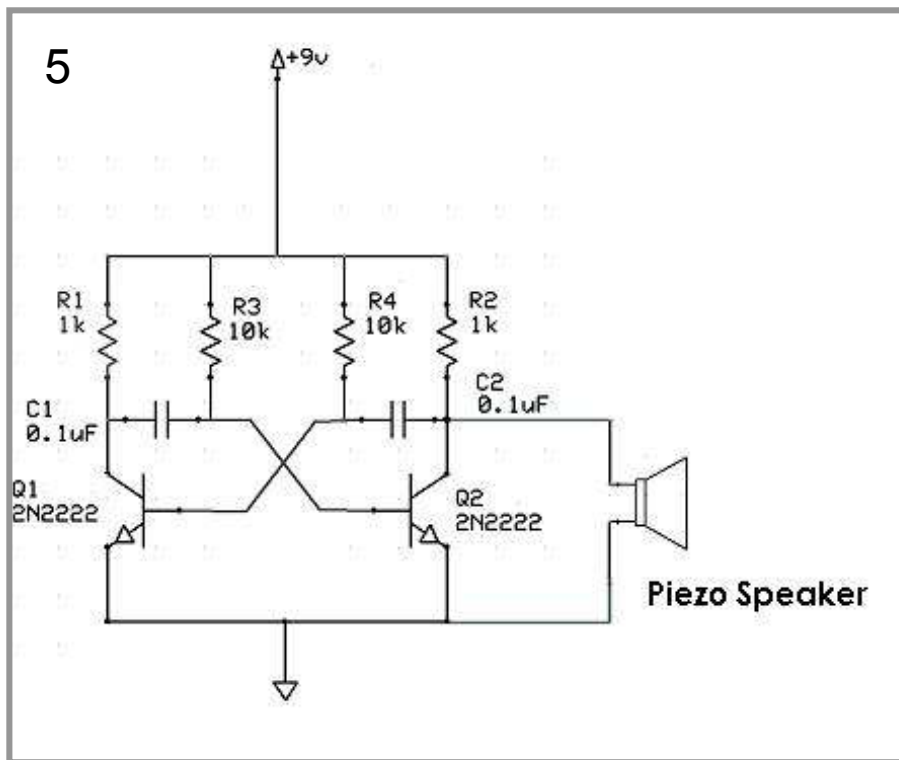 5
+9v
R1
1k
R3
10k
R4
10k
R2
1k
C1
0.1uF
C2
0.1uF
Q1
2N2222
Q2
2N2222
Piezo Speaker